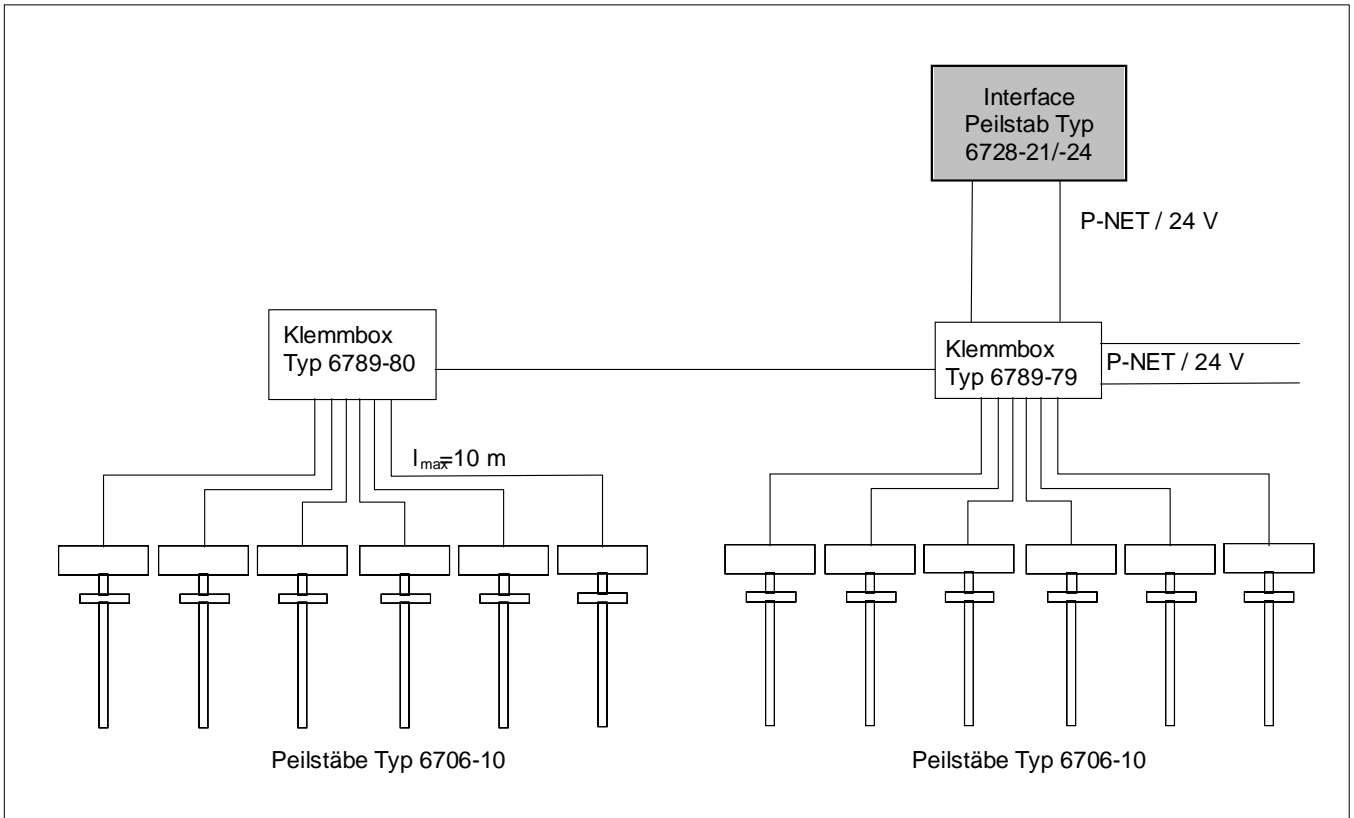 Interface
Peilstab Typ
6728-21/-24
P-NET / 24 V
Klemmbox
Typ 6789-80
Klemmbox
Typ 6789-79
P-NET / 24 V
lmax=10 m
Peilstäbe Typ 6706-10
Peilstäbe Typ 6706-10